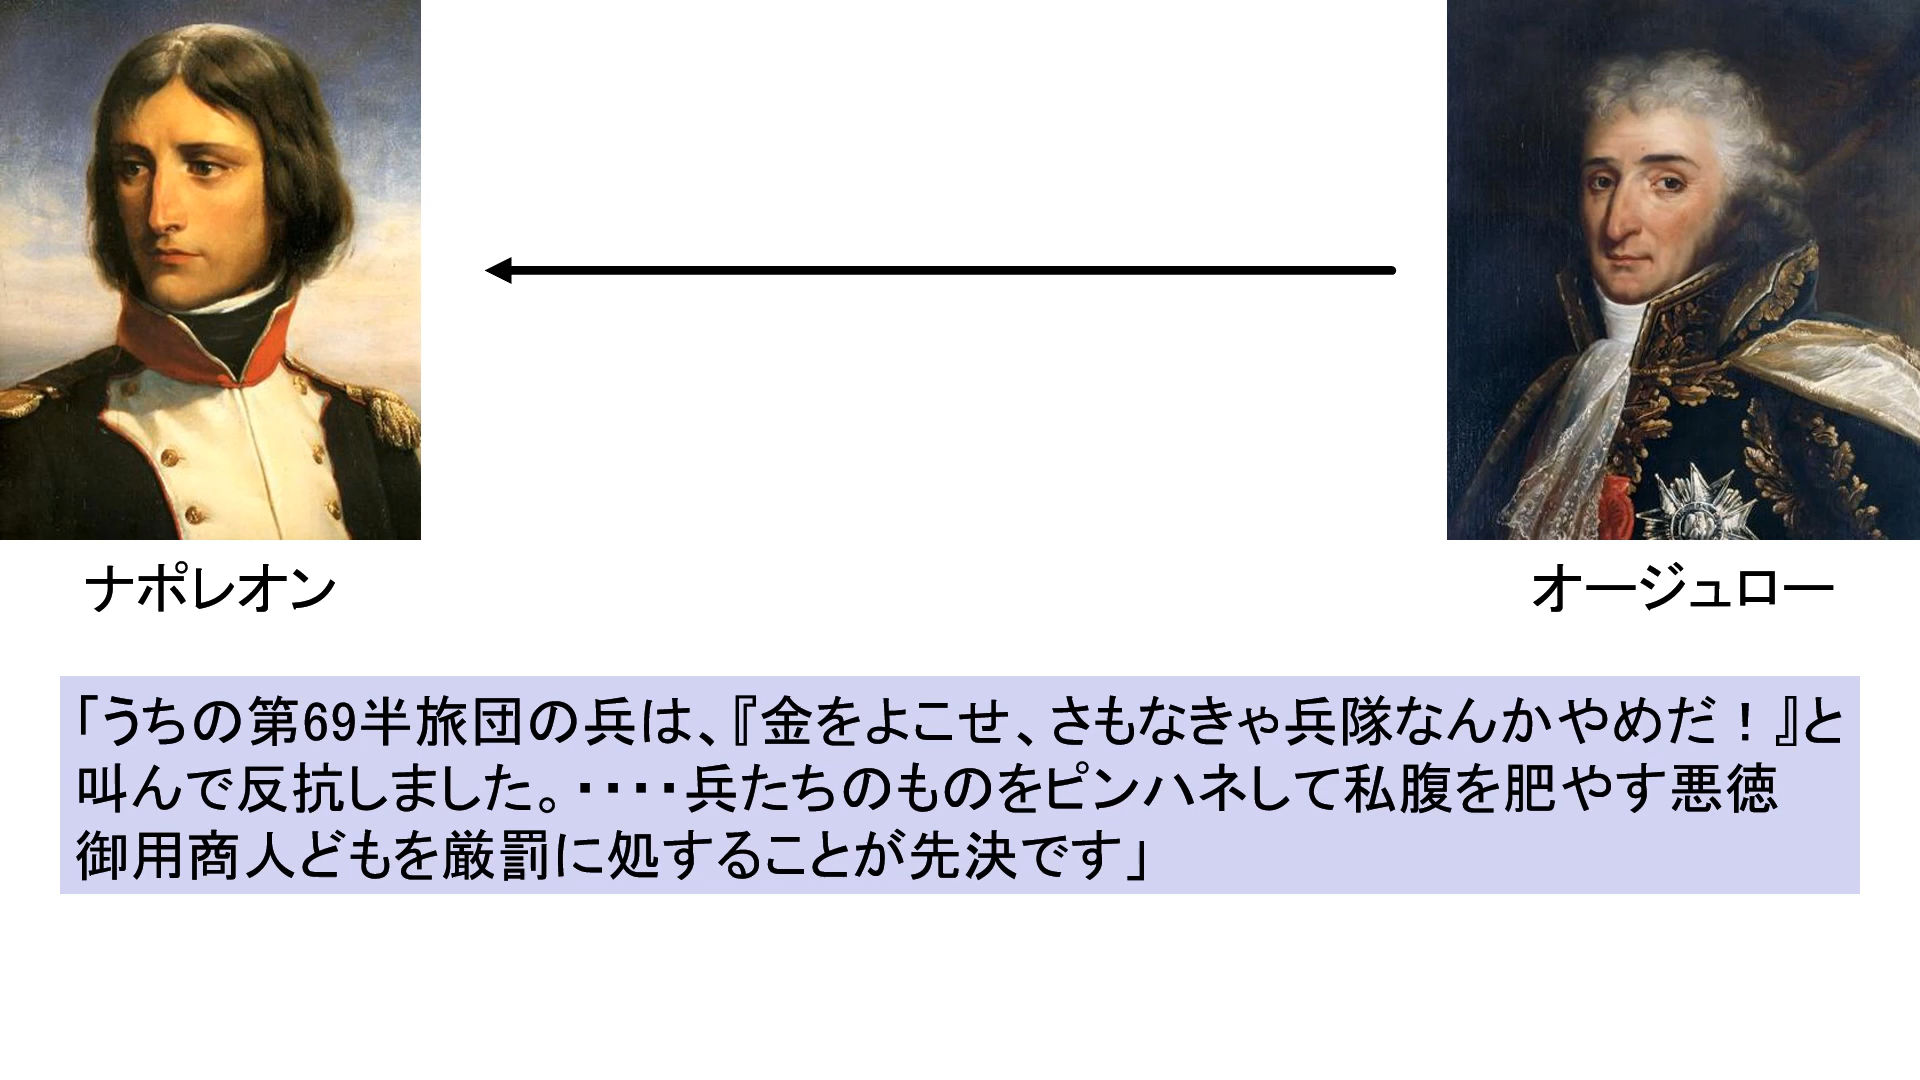 ナポレオン
オージュロー
「うちの第69半旅団の兵は、『金をよこせ、さもなきゃ兵隊なんかやめだ！』と
叫んで反抗しました。・・・・兵たちのものをピンハネして私腹を肥やす悪徳
御用商人どもを厳罰に処することが先決です」